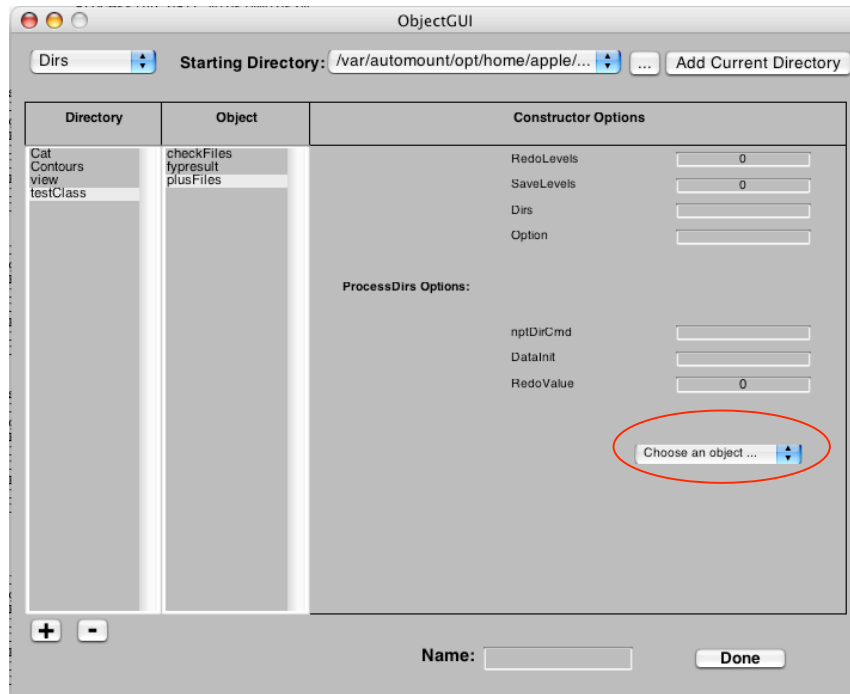 ObjectGUI
Dirs
Starting Directory: /var/automount/opt/home/apple/... ... Add Current Directory
Directory Object Constructor Options
Cat
Contours
view
testClass
checkFiles
fypresult
plusFiles
RedoLevels 0
SaveLevels 0
Dirs
Option
ProcessDirs Options:
nptDirCmd
DataInit
RedoValue 0
Choose an object ...
+ -
Name: Done